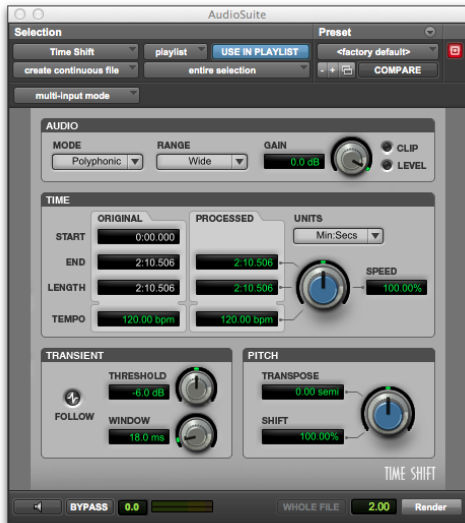 AudioSuite
Selection Preset
Time Shift playlist USE IN PLAYLIST <factory default>
create continuous file entire selection - + COMPARE
multi-input mode
AUDIO
MODE RANGE GAIN CLIP
Polyphonic Wide 0.0 dB LEVEL
TIME
ORIGINAL PROCESSED UNITS
START 0:00.000 Min:Secs
END 2:10.506 2:10.506 SPEED
LENGTH 2:10.506 2:10.506 100.00%
TEMPO 120.00 bpm 120.00 bpm
TRANSIENT PITCH
THRESHOLD TRANSPOSE
-6.0 dB 0.00 semi
FOLLOW WINDOW SHIFT
18.0 ms 100.00%
TIME SHIFT
BYPASS 0.0 WHOLE FILE 2.00 Render